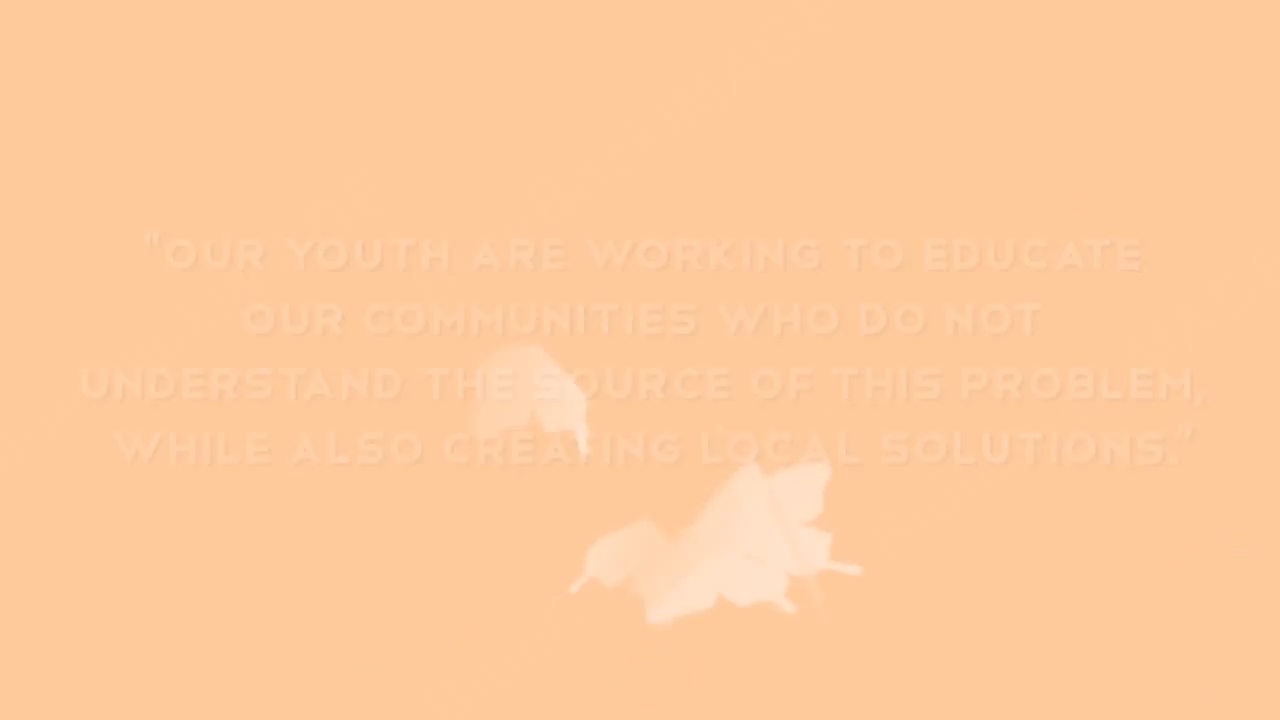 "OUR YOUTH ARE WORKING TO EDUCATE
OUR COMMUNITIES WHO DO NOT
UNDERSTAND THE SOURCE OF THIS PROBLEM,
WHILE ALSO CREATING LOCAL SOLUTIONS."